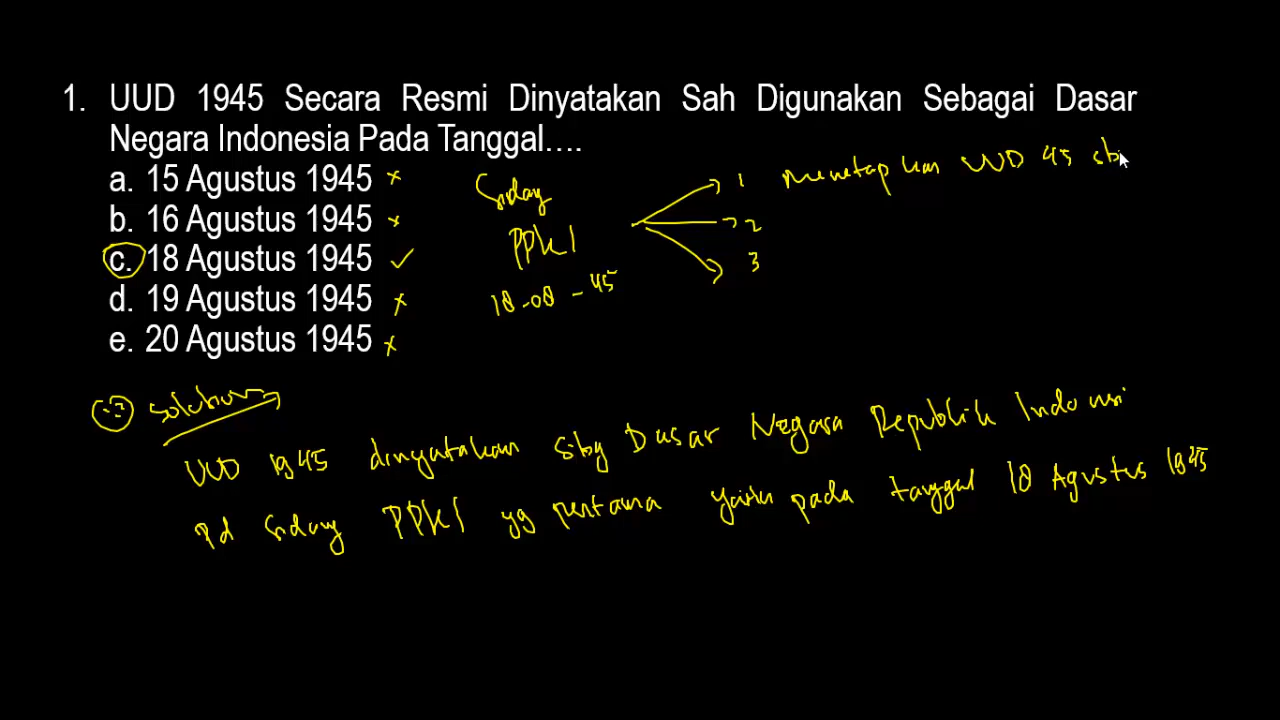 1. UUD 1945 Secara Resmi Dinyatakan Sah Digunakan Sebagai Dasar
Negara Indonesia Pada Tanggal….
a. 15 Agustus 1945 x
b. 16 Agustus 1945 x
c. 18 Agustus 1945 ✓
d. 19 Agustus 1945 x
e. 20 Agustus 1945 x
Sidang
PPKI
18-08-45
1 Menetapkan UUD 45 sbg
2
3
Solution
UUD 1945 dinyatakan sbg Dasar Negara Republik Indonesi
Pd Sidang PPKI yg pertama yaitu pada tanggal 18 Agustus 1945